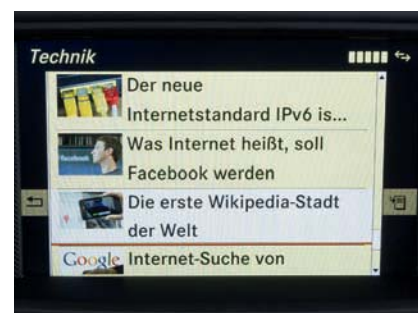 Technik
Der neue
Internetstandard IPv6 is...
facebook
Was Internet heißt, soll
Facebook werden
Die erste Wikipedia-Stadt
der Welt
Google
Internet-Suche von